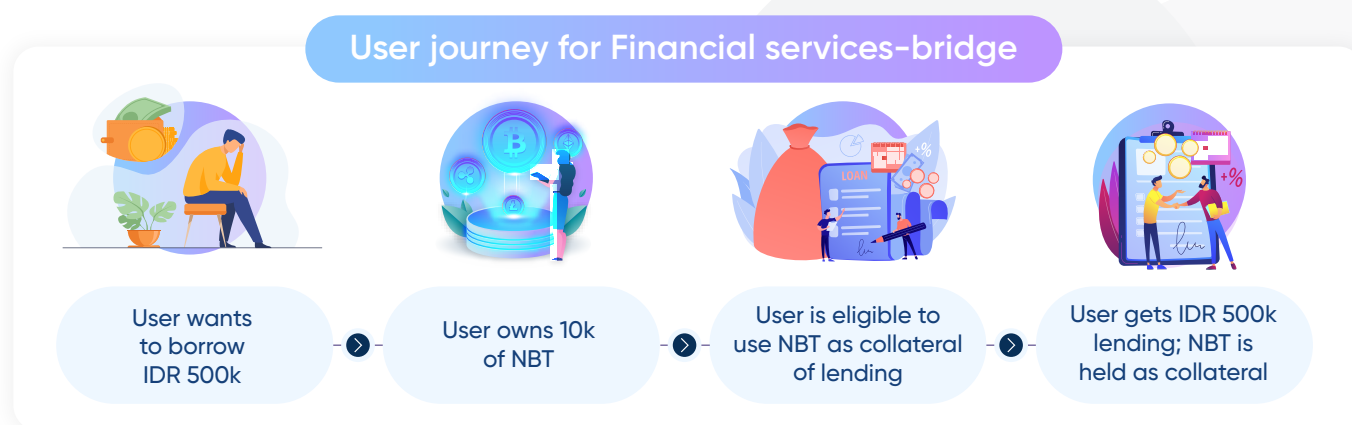 User journey for Financial services-bridge
LOAN
+%
+%
User wants
to borrow
IDR 500k
User owns 10k
of NBT
User is eligible to
use NBT as collateral
of lending
User gets IDR 500k
lending; NBT is
held as collateral